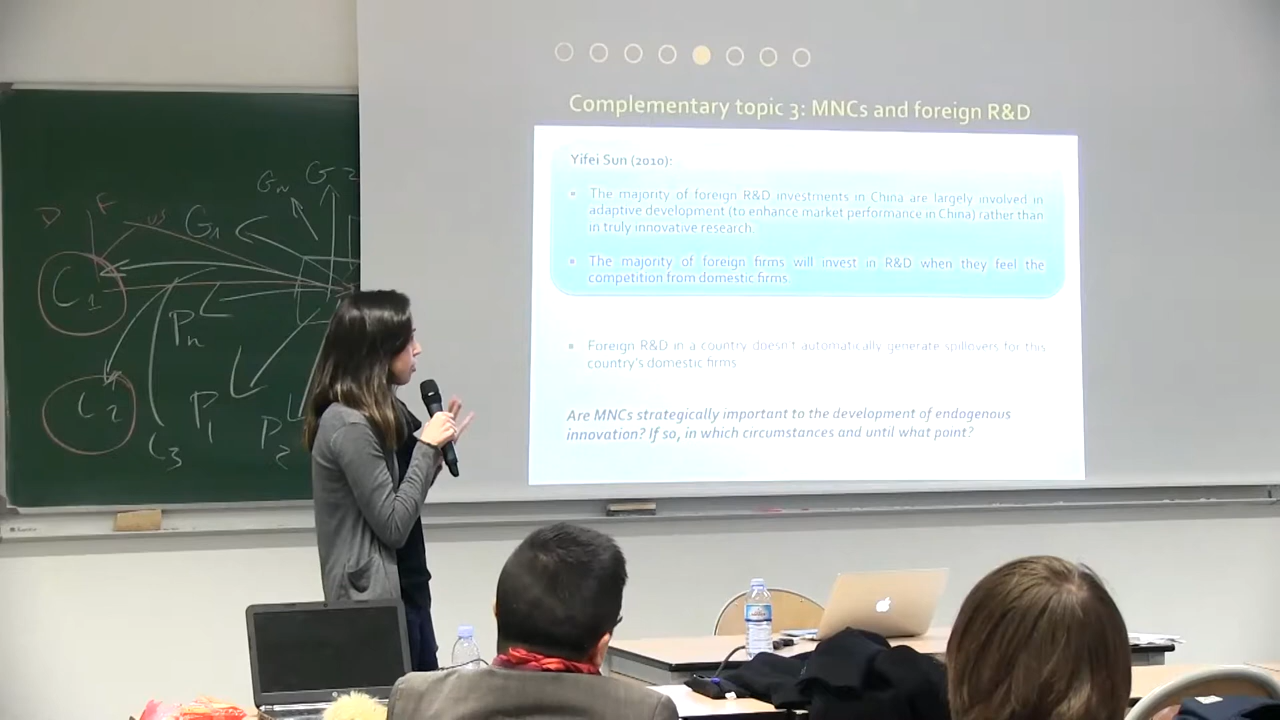 Complementary topic 3: MNCs and foreign R&D
Yifei Sun (2010):
The majority of foreign R&D investments in China are largely involved in
adaptive development (to enhance market performance in China) rather than
in truly innovative research.
The majority of foreign firms will invest in R&D when they feel the
competition from domestic firms.
Foreign R&D in a country doesn't automatically generate spillovers for this
country's domestic firms.
Are MNCs strategically important to the development of endogenous
innovation? If so, in which circumstances and until what point?
Gn G2
D F US G1
C1
Pn
C2 P1 P2
C3